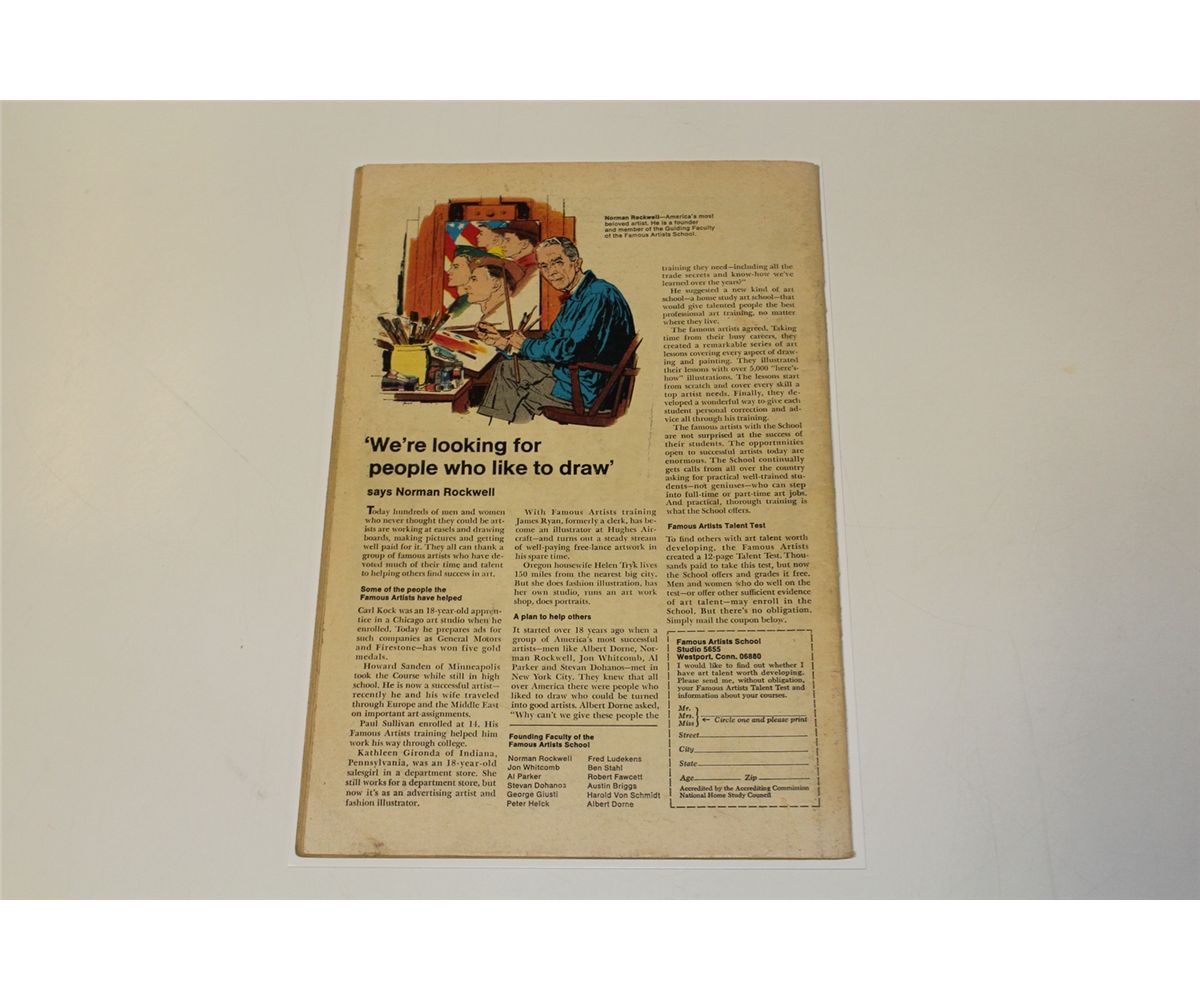 Norman Rockwell—America's most
beloved artist. He is a founder
and member of the Guiding Faculty
of the Famous Artists School.
'We're looking for
people who like to draw'
says Norman Rockwell
Today hundreds of men and women
who never thought they could be art-
ists are working at easels and drawing
boards, making pictures and getting
well paid for it. They all can thank a
group of famous artists who have de-
voted much of their time and talent
to helping others find success in art.
Some of the people the
Famous Artists have helped
Carl Kock was an 18-year-old appren-
tice in a Chicago art studio when he
enrolled. Today he prepares ads for
such companies as General Motors
and Firestone—has won five gold
medals.
Howard Sanden of Minneapolis
took the Course while still in high
school. He is now a successful artist—
recently he and his wife traveled
through Europe and the Middle East
on important art assignments.
Paul Sullivan enrolled at 14. His
Famous Artists training helped him
work his way through college.
Kathleen Gironda of Indiana,
Pennsylvania, was an 18-year-old
salesgirl in a department store. She
still works for a department store, but
now it's as an advertising artist and
fashion illustrator.
With Famous Artists training
James Ryan, formerly a clerk, has be-
come an illustrator at Hughes Air-
craft—and turns out a steady stream
of well-paying free-lance artwork in
his spare time.
Oregon housewife Helen Tryk lives
150 miles from the nearest big city.
But she does fashion illustration, has
her own studio, runs an art work
shop, does portraits.
A plan to help others
It started over 18 years ago when a
group of America's most successful
artists—men like Albert Dorne, Nor-
man Rockwell, Jon Whitcomb, Al
Parker and Stevan Dohanos—met in
New York City. They knew that all
over America there were people who
liked to draw who could be turned
into good artists. Albert Dorne asked,
"Why can't we give these people the
Founding Faculty of the
Famous Artists School
Norman Rockwell
Jon Whitcomb
Al Parker
Stevan Dohanos
George Giusti
Peter Helck
Fred Ludekens
Ben Stahl
Robert Fawcett
Austin Briggs
Harold Von Schmidt
Albert Dorne
training they need—including all the
trade secrets and know-how we've
learned over the years?"
He suggested a new kind of art
school—a home study art school—that
would give talented people the best
professional art training, no matter
where they live.
The famous artists agreed. Taking
time from their busy careers, they
created a remarkable series of art
lessons covering every aspect of draw-
ing and painting. They illustrated
their lessons with over 5,000 "here's-
how" illustrations. The lessons start
from scratch and cover every skill a
top artist needs. Finally, they de-
veloped a wonderful way to give each
student personal correction and ad-
vice all through his training.
The famous artists with the School
are not surprised at the success of
their students. The opportunities
open to successful artists today are
enormous. The School continually
gets calls from all over the country
asking for practical well-trained stu-
dents—not geniuses—who can step
into full-time or part-time art jobs.
And practical, thorough training is
what the School offers.
Famous Artists Talent Test
To find others with art talent worth
developing, the Famous Artists
created a 12-page Talent Test. Thou-
sands paid to take this test, but now
the School offers and grades it free.
Men and women who do well on the
test—or offer other sufficient evidence
of art talent—may enroll in the
School. But there's no obligation.
Simply mail the coupon below.
Famous Artists School
Studio 5655
Westport, Conn. 06880
I would like to find out whether I
have art talent worth developing.
Please send me, without obligation,
your Famous Artists Talent Test and
information about your courses.
Mr.
Mrs.
Miss
← Circle one and please print
Street
City
State
Age Zip
Accredited by the Accrediting Commission
National Home Study Council